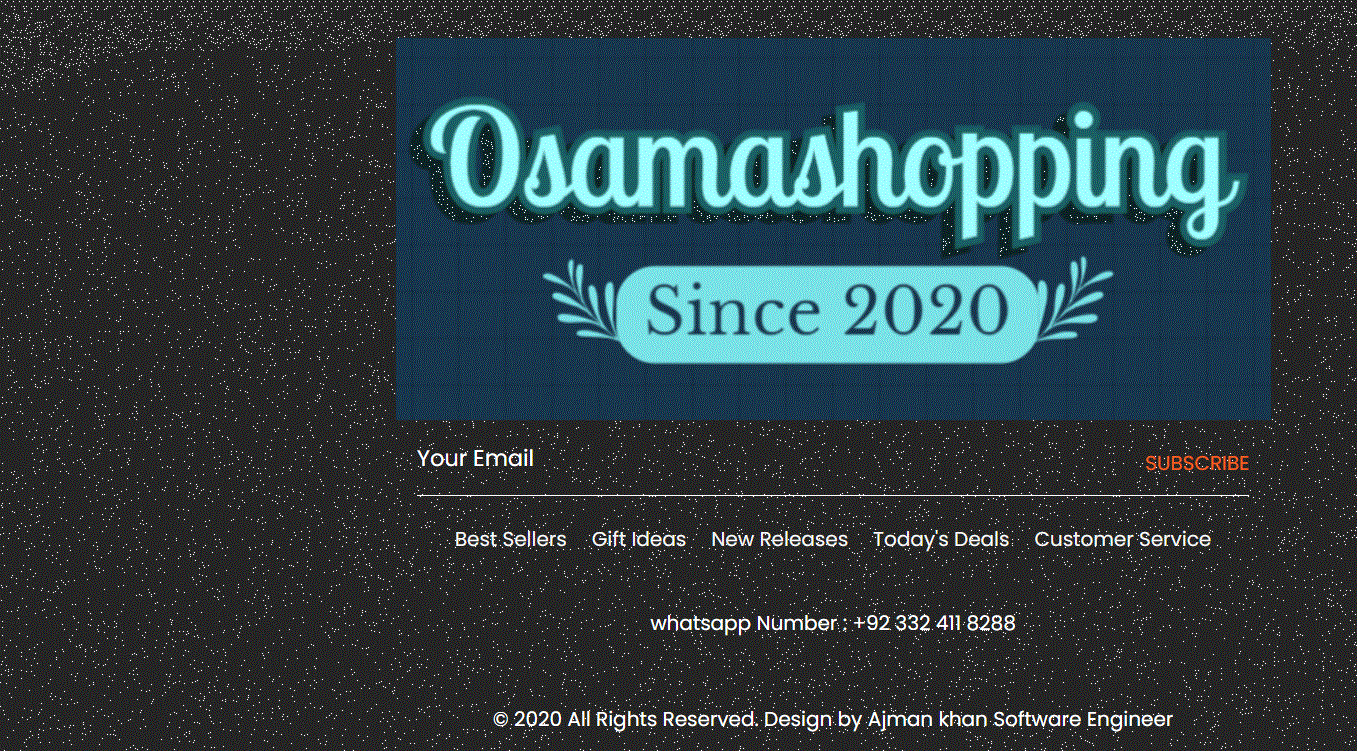 Osamashopping
Since 2020
Your Email SUBSCRIBE
Best Sellers Gift Ideas New Releases Today's Deals Customer Service
whatsapp Number : +92 332 411 8288
© 2020 All Rights Reserved. Design by Ajman khan Software Engineer